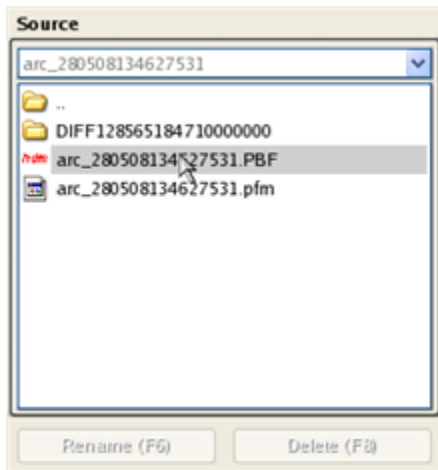 Source
arc_280508134627531
..
DIFF128565184710000000
arc_280508134627531.PBF
arc_280508134627531.pfm
Rename (F6)
Delete (F8)